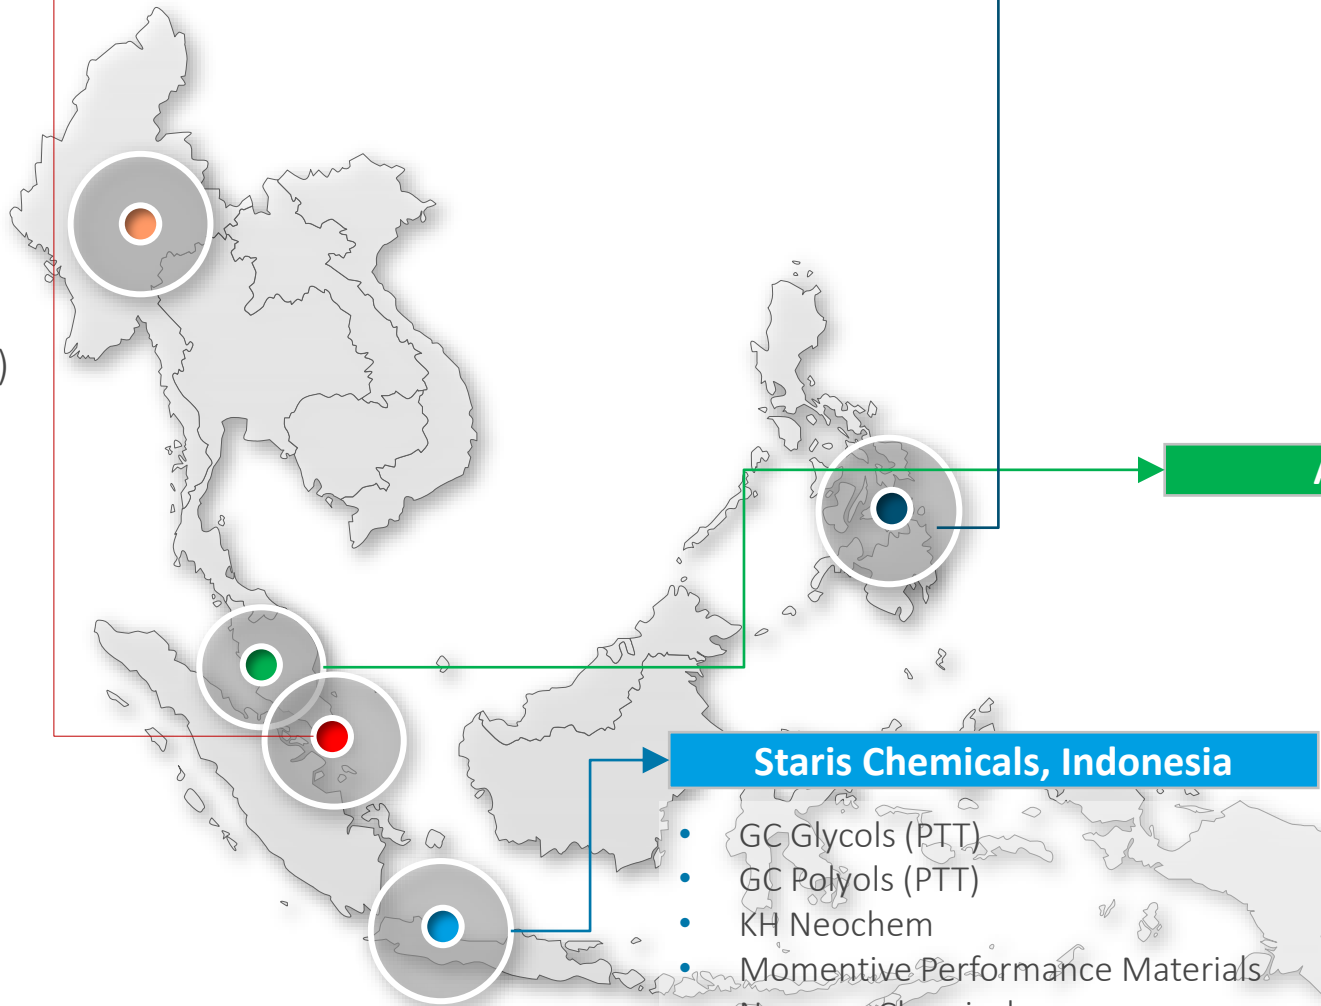 )
Staris Chemicals, Indonesia
• GC Glycols (PTT)
• GC Polyols (PTT)
• KH Neochem
• Momentive Performance Materials